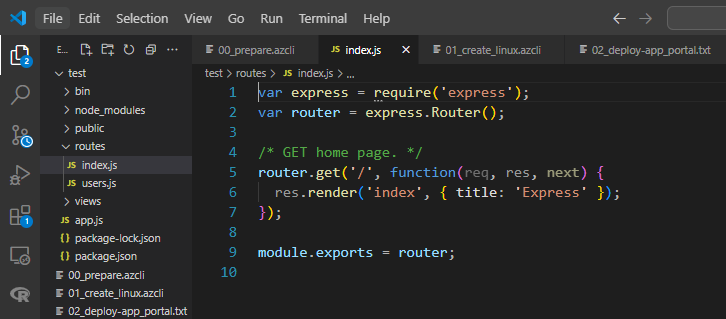 File Edit Selection View Go Run Terminal Help
E...
00_prepare.azcli
JS index.js
01_create_linux.azcli
02_deploy-app_portal.txt
test > routes > JS index.js > ...
test
bin
node_modules
public
routes
JS index.js
JS users.js
views
JS app.js
{} package-lock.json
{} package.json
00_prepare.azcli
01_create_linux.azcli
02_deploy-app_portal.txt
2
1
R
1 var express = require('express');
2 var router = express.Router();
3
4 /* GET home page. */
5 router.get('/', function(req, res, next) {
6 res.render('index', { title: 'Express' });
7 });
8
9 module.exports = router;
10